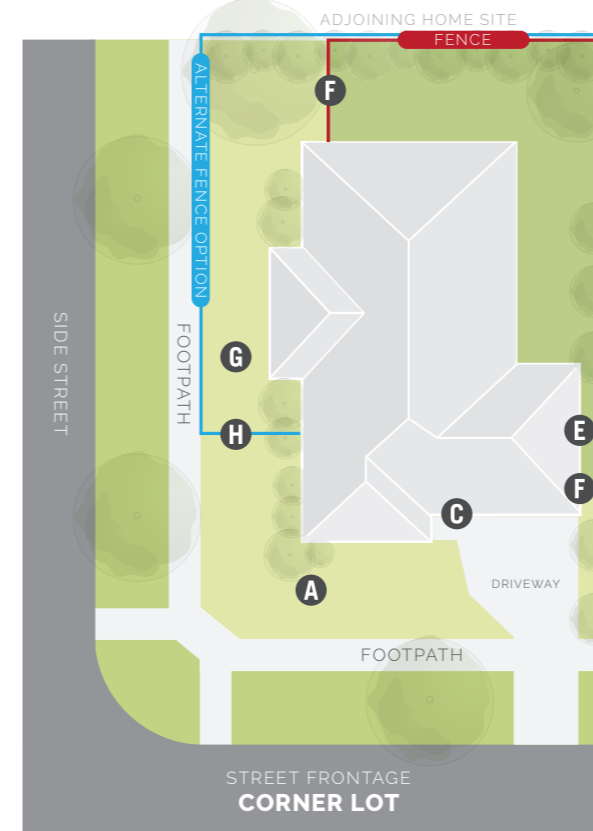 ADJOINING HOME SITE
FENCE
F
ALTERNATE FENCE OPTION
SIDE STREET
FOOTPATH
G
H
E
F
C
A
DRIVEWAY
FOOTPATH
STREET FRONTAGE
CORNER LOT